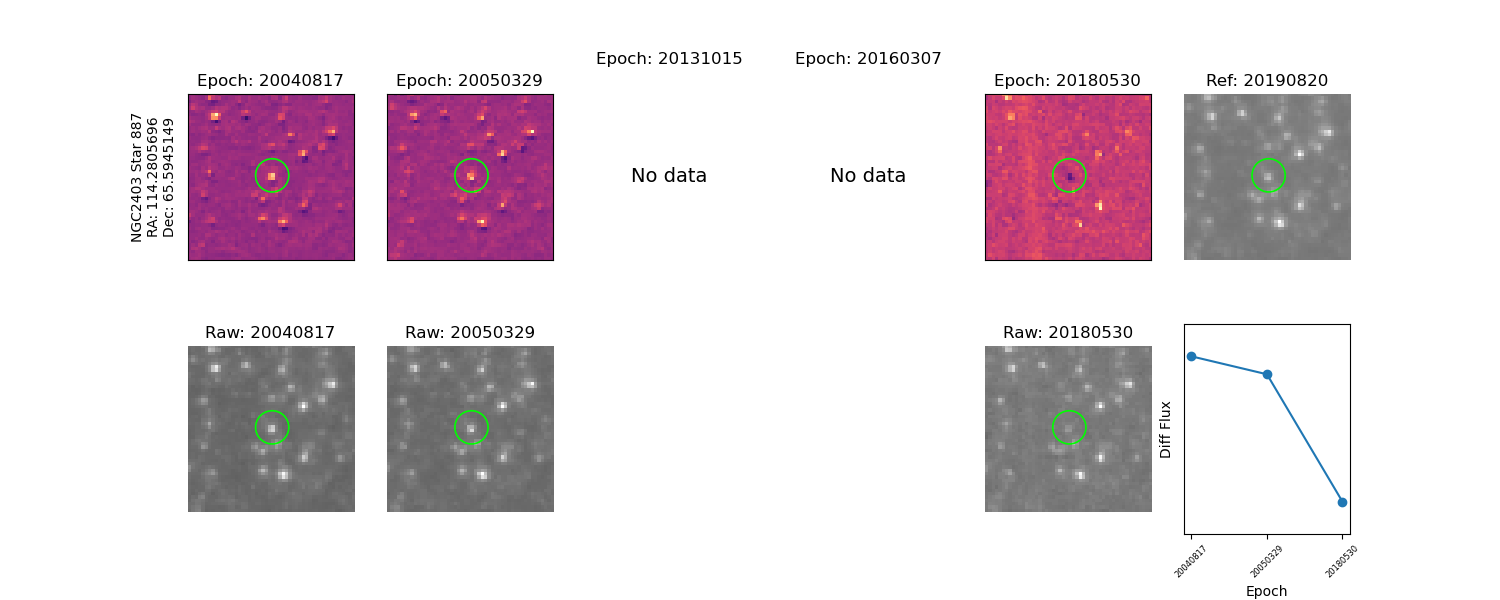 Epoch: 20131015
Epoch: 20160307
Epoch: 20040817
Epoch: 20050329
Epoch: 20180530
Ref: 20190820
NGC2403 Star 887
RA: 114.2805696
Dec: 65.5945149
No data
No data
Raw: 20040817
Raw: 20050329
Raw: 20180530
Diff Flux
20040817
20050329
20180530
Epoch